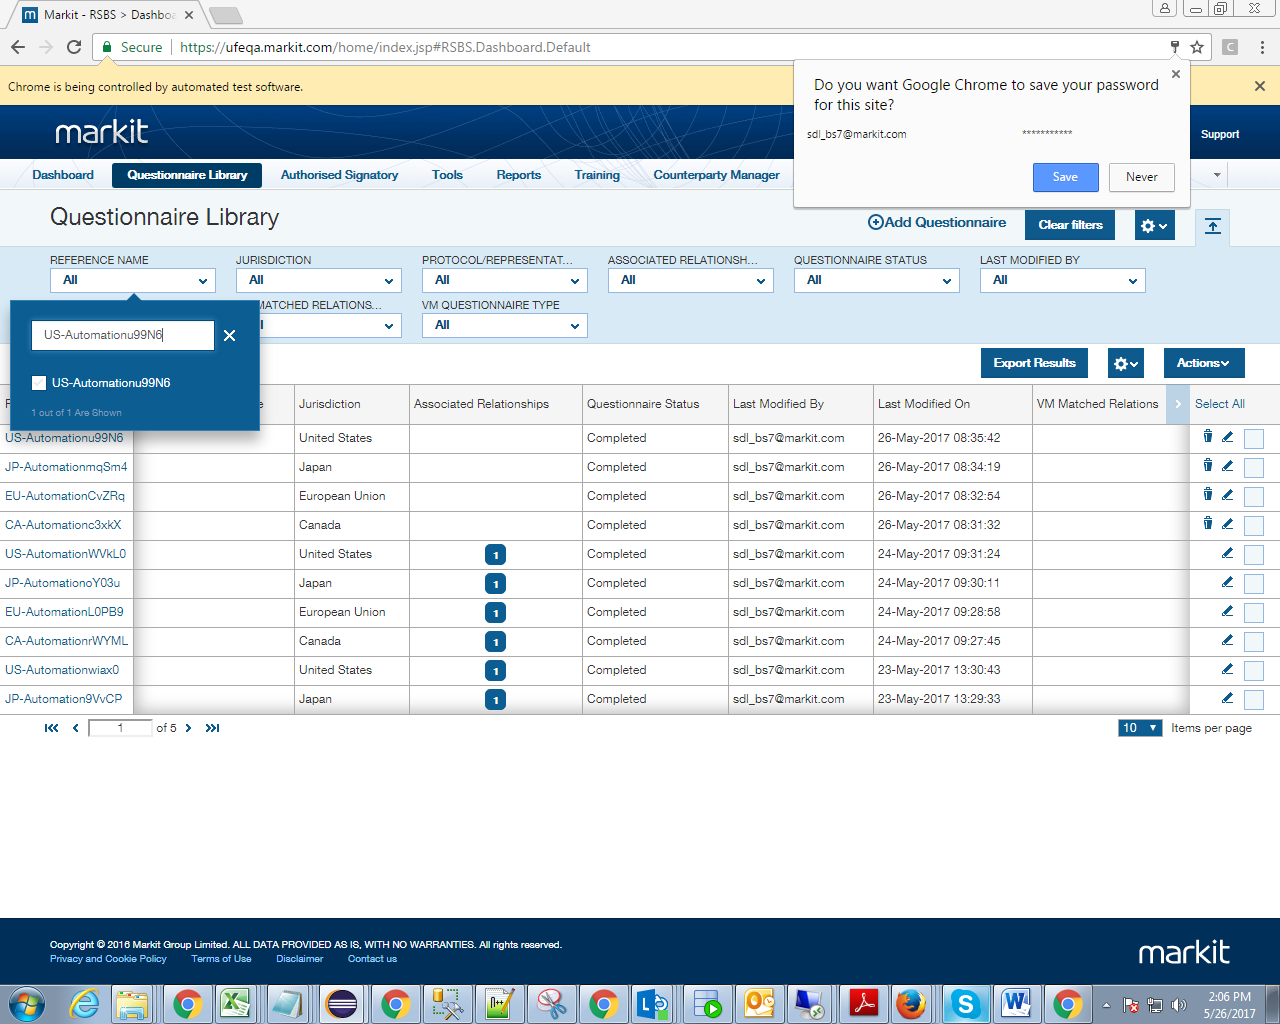 Markit - RSBS > Dashboa
Secure
https://ufeqa.markit.com/home/index.jsp#RSBS.Dashboard.Default
Chrome is being controlled by automated test software.
Do you want Google Chrome to save your password
for this site?
sdl_bs7@markit.com ***********
Save Never
markit
Support
Dashboard Questionnaire Library Authorised Signatory Tools Reports Training Counterparty Manager
Questionnaire Library
Add Questionnaire Clear filters
REFERENCE NAME JURISDICTION PROTOCOL/REPRESENTAT... ASSOCIATED RELATIONSH... QUESTIONNAIRE STATUS LAST MODIFIED BY
All All All All All All
MATCHED RELATIONS... VM QUESTIONNAIRE TYPE
All
US-Automationu99N6
US-Automationu99N6
1 out of 1 Are Shown
Export Results Actions
Jurisdiction Associated Relationships Questionnaire Status Last Modified By Last Modified On VM Matched Relations Select All
US-Automationu99N6 United States Completed sdl_bs7@markit.com 26-May-2017 08:35:42
JP-AutomationmqSm4 Japan Completed sdl_bs7@markit.com 26-May-2017 08:34:19
EU-AutomationCvZRq European Union Completed sdl_bs7@markit.com 26-May-2017 08:32:54
CA-Automationc3xkX Canada Completed sdl_bs7@markit.com 26-May-2017 08:31:32
US-AutomationWVkL0 United States 1 Completed sdl_bs7@markit.com 24-May-2017 09:31:24
JP-AutomationoY03u Japan 1 Completed sdl_bs7@markit.com 24-May-2017 09:30:11
EU-AutomationL0PB9 European Union 1 Completed sdl_bs7@markit.com 24-May-2017 09:28:58
CA-AutomationrWYML Canada 1 Completed sdl_bs7@markit.com 24-May-2017 09:27:45
US-Automationwiax0 United States 1 Completed sdl_bs7@markit.com 23-May-2017 13:30:43
JP-Automation9VvCP Japan 1 Completed sdl_bs7@markit.com 23-May-2017 13:29:33
1 of 5 10 Items per page
Copyright © 2016 Markit Group Limited. ALL DATA PROVIDED AS IS, WITH NO WARRANTIES. All rights reserved.
Privacy and Cookie Policy Terms of Use Disclaimer Contact us
markit
2:06 PM
5/26/2017